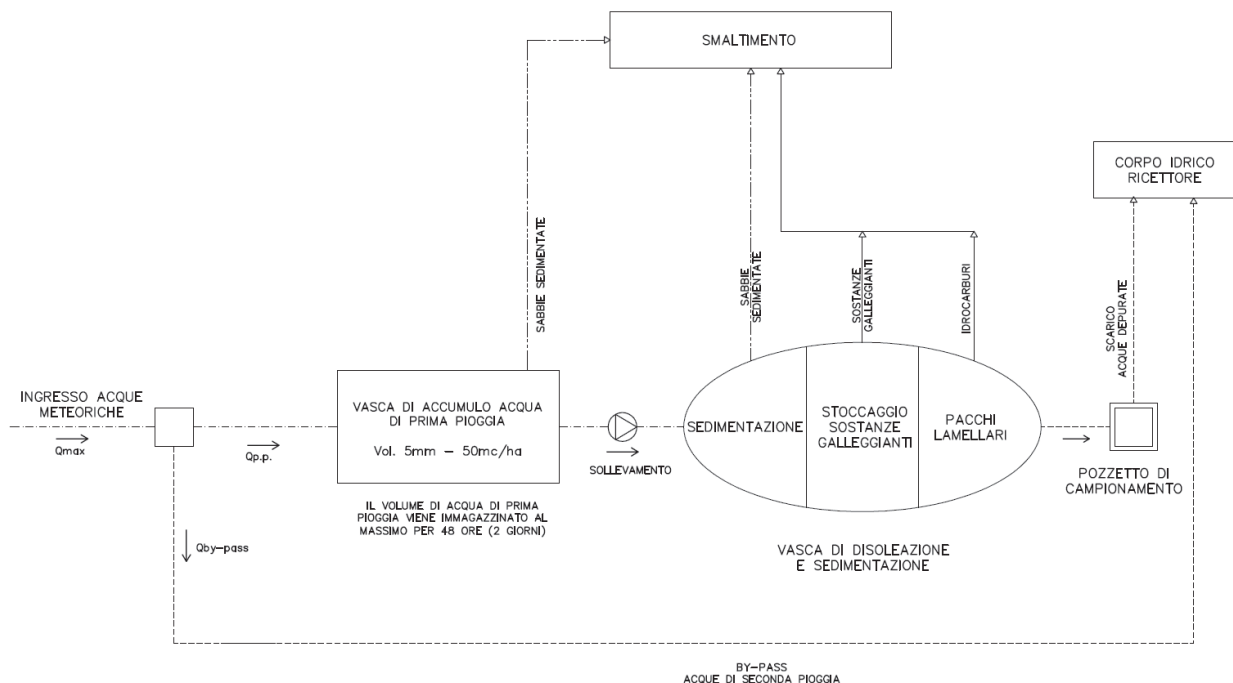 SMALTIMENTO
CORPO IDRICO
RICETTORE
SABBIE SEDIMENTATE
SABBIE
SEDIMENTATE
SOSTANZE
GALLEGGIANTI
IDROCARBURI
SCARICO
ACQUE DEPURATE
INGRESSO ACQUE
METEORICHE
Qmax
Qp.p.
VASCA DI ACCUMULO ACQUA
DI PRIMA PIOGGIA
Vol. 5mm – 50mc/ha
SOLLEVAMENTO
SEDIMENTAZIONE
STOCCAGGIO
SOSTANZE
GALLEGGIANTI
PACCHI
LAMELLARI
POZZETTO DI
CAMPIONAMENTO
IL VOLUME DI ACQUA DI PRIMA
PIOGGIA VIENE IMMAGAZZINATO AL
MASSIMO PER 48 ORE (2 GIORNI)
Qby-pass
VASCA DI DISOLEAZIONE
E SEDIMENTAZIONE
BY-PASS
ACQUE DI SECONDA PIOGGIA